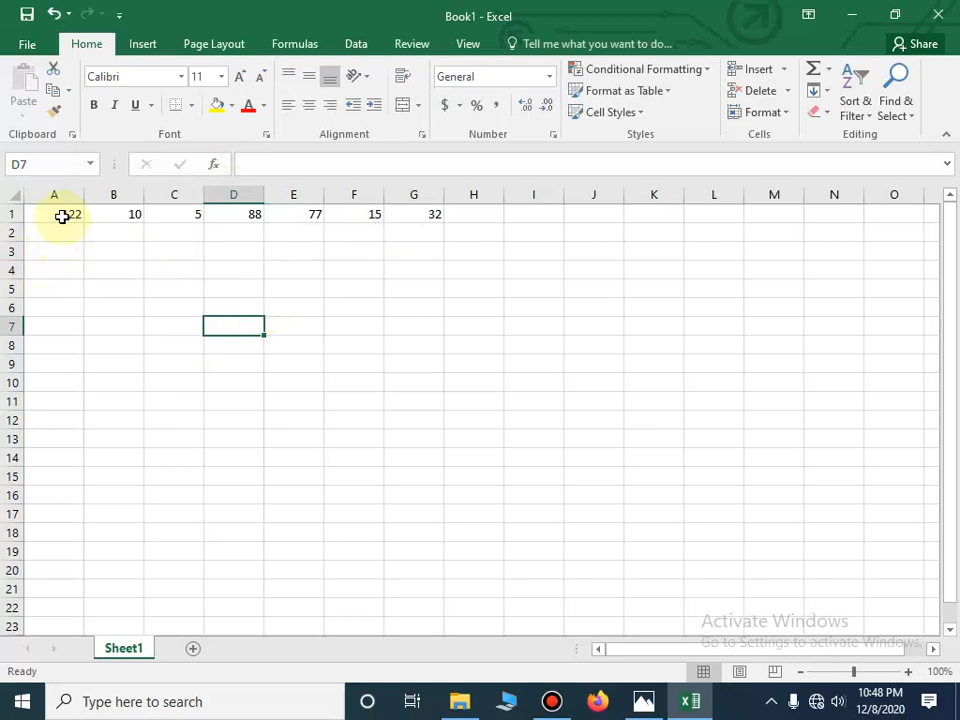 Book1 - Excel
File Home Insert Page Layout Formulas Data Review View Tell me what you want to do... Share
Paste
Calibri 11
B I U A
General
$ % ,
Conditional Formatting
Format as Table
Cell Styles
Insert
Delete
Format
Sort & Filter
Find & Select
Clipboard Font Alignment Number Styles Cells Editing
D7 fx
A B C D E F G H I J K L M N O
1 22 10 5 88 77 15 32
2
3
4
5
6
7
8
9
10
11
12
13
14
15
16
17
18
19
20
21
22
23
Activate Windows
Go to Settings to activate Windows.
Sheet1
Ready 100%
Type here to search
10:48 PM
12/8/2020